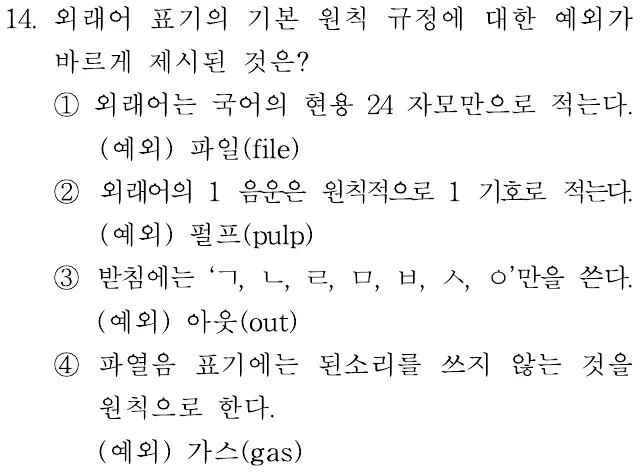 14. 외래어 표기의 기본 원칙 규정에 대한 예외가
바르게 제시된 것은?
① 외래어는 국어의 현용 24 자모만으로 적는다.
(예외) 파일(file)
② 외래어의 1 음운은 원칙적으로 1 기호로 적는다.
(예외) 펄프(pulp)
③ 받침에는 ‘ㄱ, ㄴ, ㄹ, ㅁ, ㅂ, ㅅ, ㅇ’만을 쓴다.
(예외) 아웃(out)
④ 파열음 표기에는 된소리를 쓰지 않는 것을
원칙으로 한다.
(예외) 가스(gas)